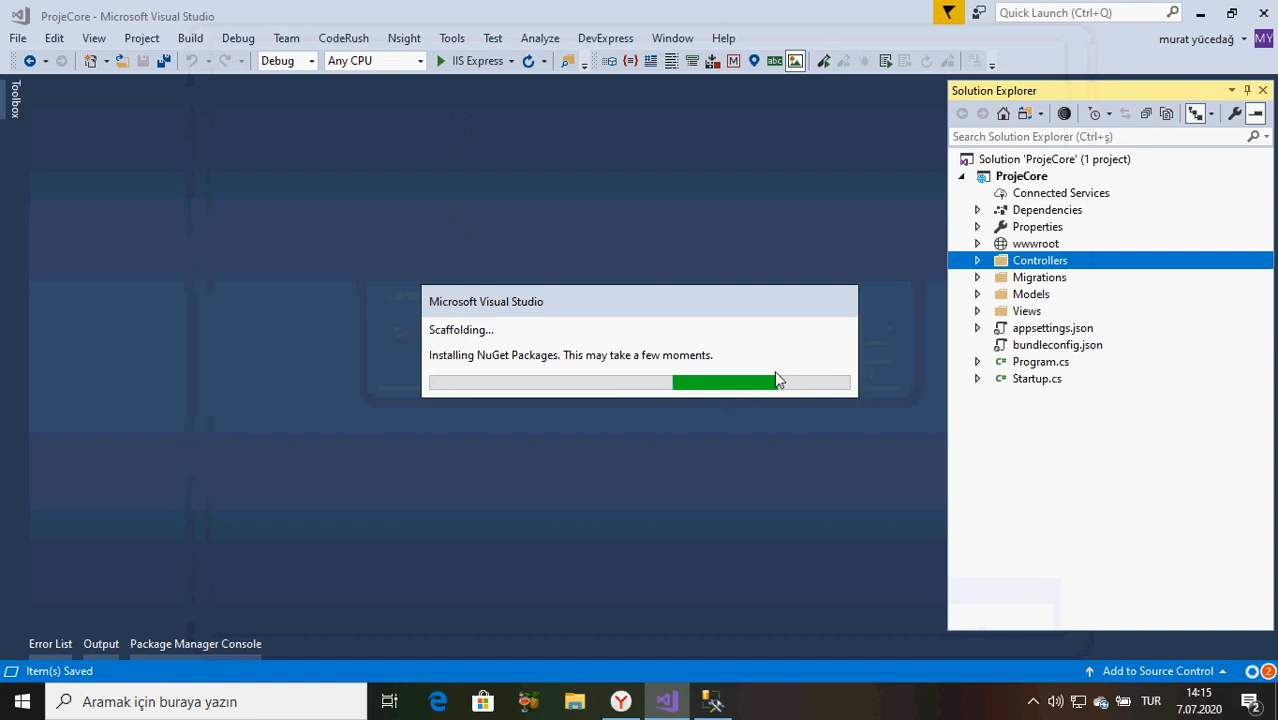 ProjeCore - Microsoft Visual Studio
Quick Launch (Ctrl+Q)
File Edit View Project Build Debug Team CodeRush Nsight Tools Test Analyze DevExpress Window Help
murat yücedağ MY
Debug Any CPU IIS Express
Toolbox
Solution Explorer
Search Solution Explorer (Ctrl+ş)
Solution 'ProjeCore' (1 project)
ProjeCore
Connected Services
Dependencies
Properties
wwwroot
Controllers
Migrations
Models
Views
appsettings.json
bundleconfig.json
Program.cs
Startup.cs
Microsoft Visual Studio
Scaffolding...
Installing NuGet Packages. This may take a few moments.
Error List Output Package Manager Console
Item(s) Saved
Add to Source Control
2
Aramak için buraya yazın
TUR
14:15
7.07.2020
2